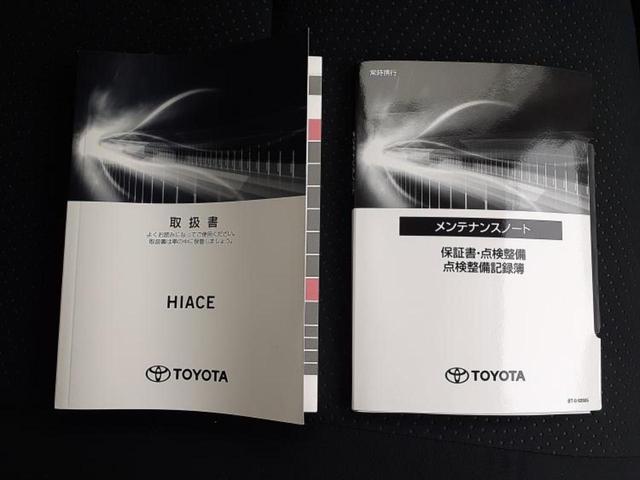 取扱書
よくお読みになってご使用ください。
取扱書は車の中に保管しましょう。
HIACE
TOYOTA
常時携行
メンテナンスノート
保証書・点検整備
点検整備記録簿
TOYOTA